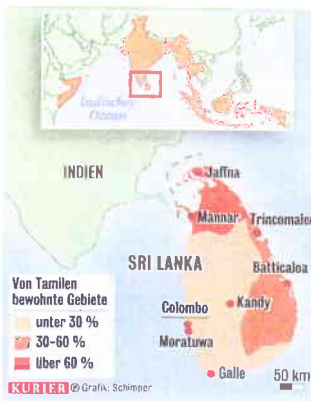 Indischer
Ozean
INDIEN
Jaffna
Mannar
Trincomalee
SRI LANKA
Batticaloa
Von Tamilen
bewohnte Gebiete
unter 30 %
30-60 %
über 60 %
Colombo
Kandy
Moratuwa
Galle
50 km
KURIER Grafik: Schimper